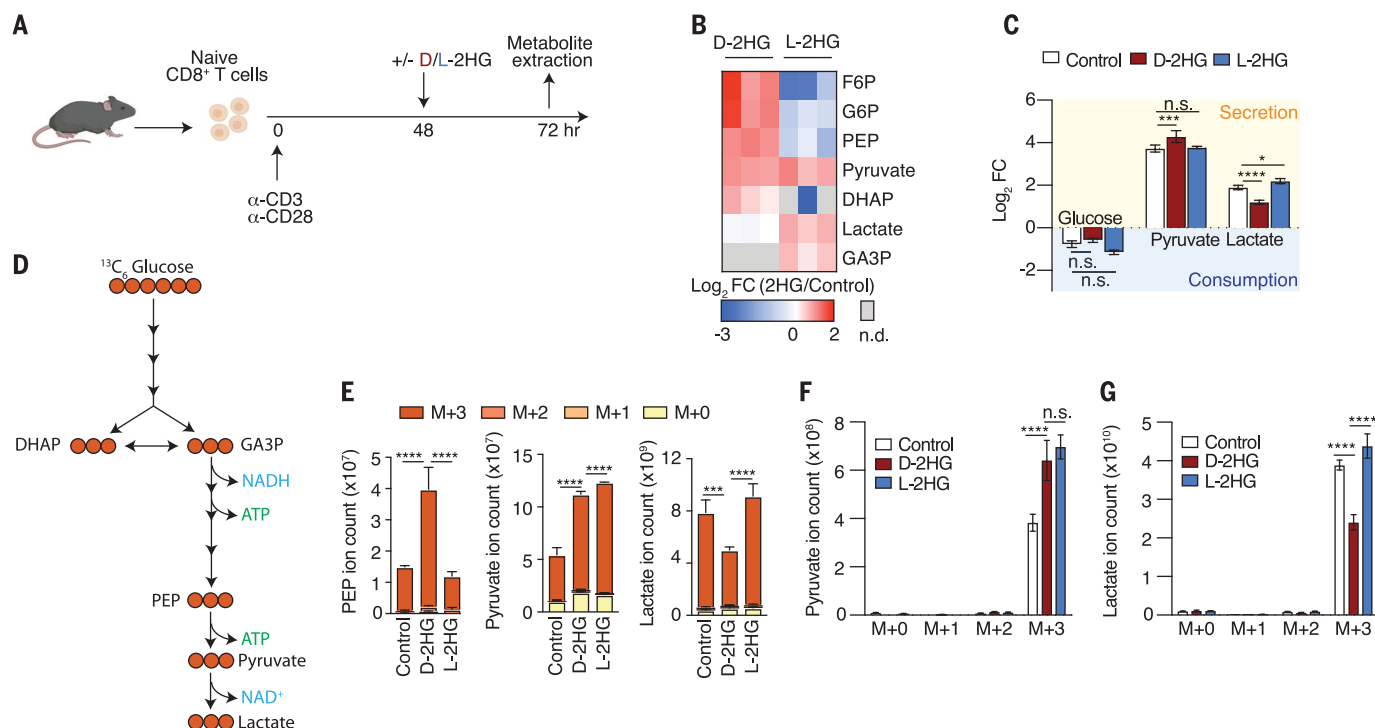 A
Naive
CD8⁺ T cells
+/- D/L-2HG
Metabolite
extraction
0
48
72 hr
α-CD3
α-CD28
B
D-2HG L-2HG
F6P
G6P
PEP
Pyruvate
DHAP
Lactate
GA3P
Log₂ FC (2HG/Control)
-3 0 2
n.d.
C
Control D-2HG L-2HG
Log₂ FC
6
4
2
0
-2
Secretion
n.s.
***
*
****
Glucose
Pyruvate Lactate
n.s.
n.s.
Consumption
D
¹³C₆ Glucose
DHAP
GA3P
NADH
ATP
PEP
ATP
Pyruvate
NAD⁺
Lactate
E
M+3 M+2 M+1 M+0
PEP ion count (x10⁷)
5
4
3
2
1
0
**** ****
Control
D-2HG
L-2HG
Pyruvate ion count (x10⁷)
15
10
5
0
****
****
Control
D-2HG
L-2HG
Lactate ion count (x10⁹)
12
9
6
3
0
***
****
Control
D-2HG
L-2HG
F
Pyruvate ion count (x10⁸)
8
6
4
2
0
Control
D-2HG
L-2HG
n.s.
****
M+0 M+1 M+2 M+3
G
Lactate ion count (x10¹⁰)
5
4
3
2
1
0
Control
D-2HG
L-2HG
****
****
M+0 M+1 M+2 M+3